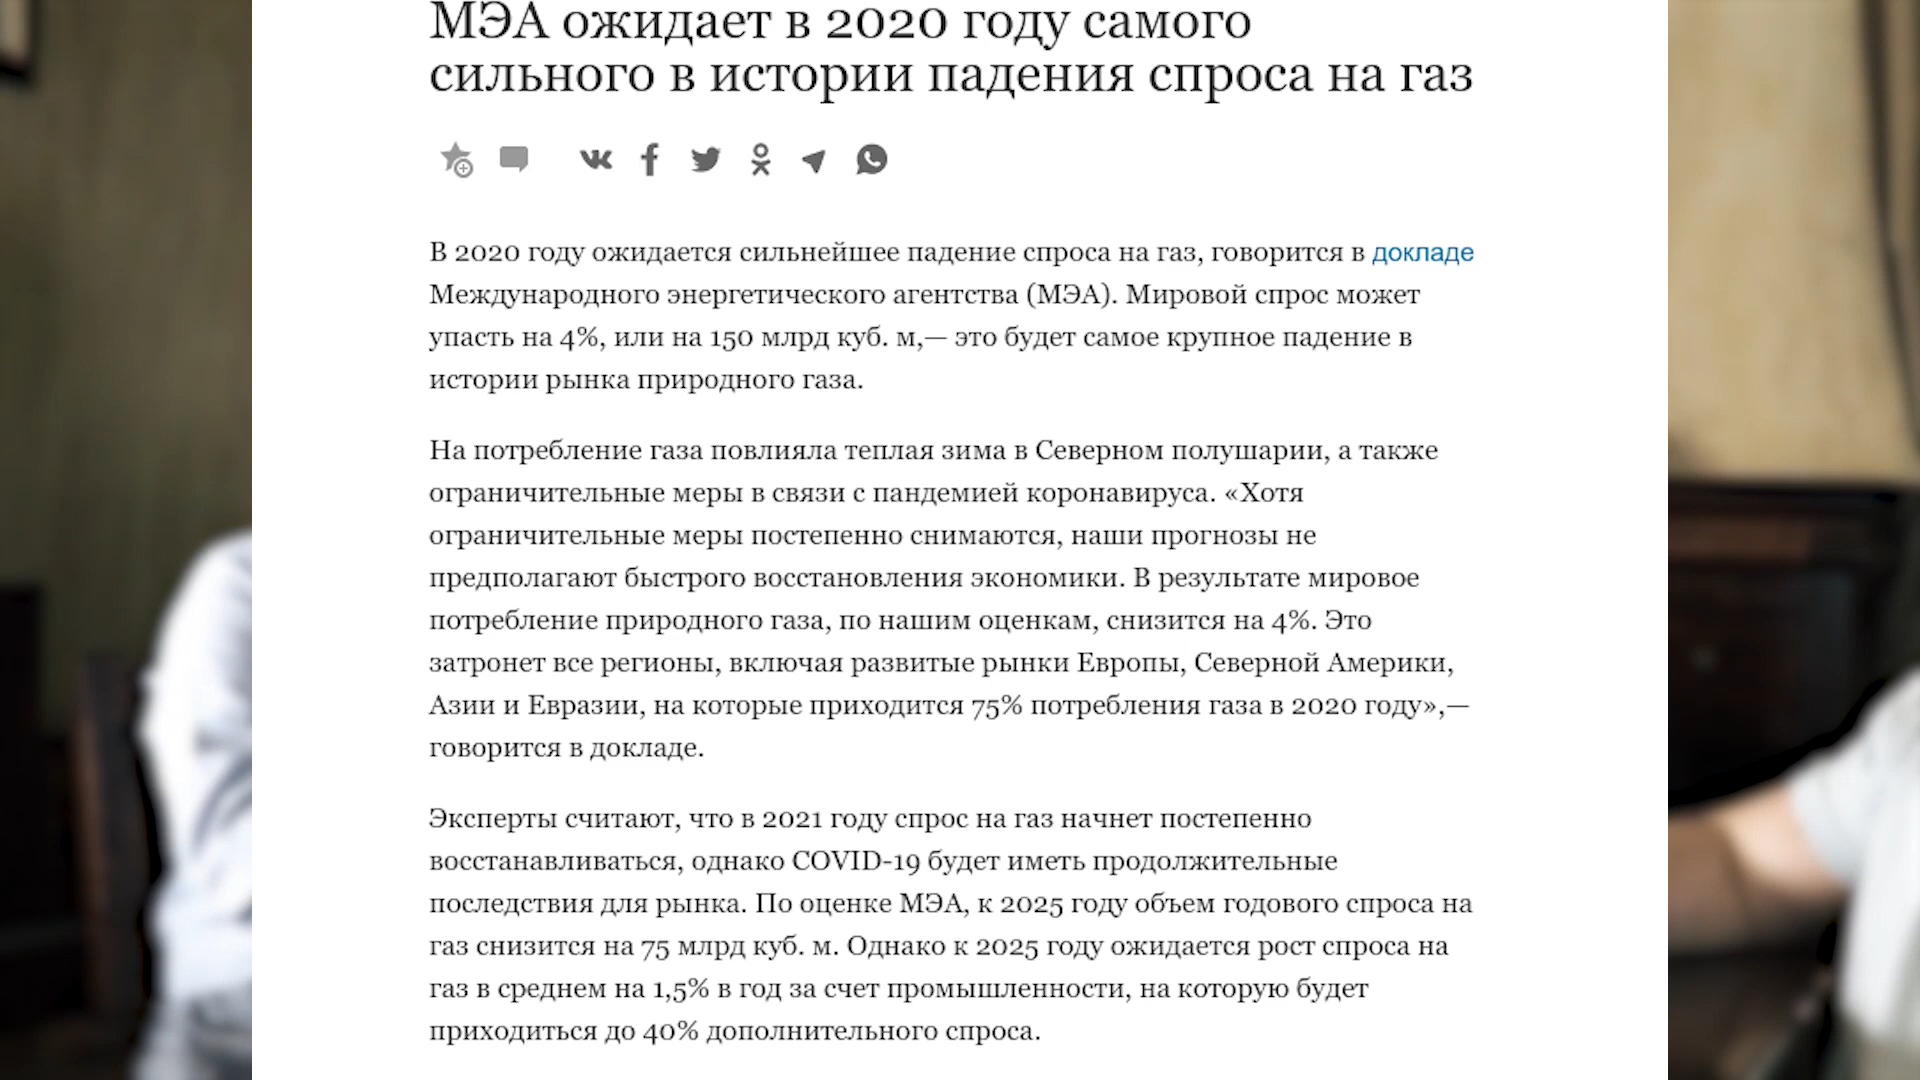 МЭА ожидает в 2020 году самого
сильного в истории падения спроса на газ
В 2020 году ожидается сильнейшее падение спроса на газ, говорится в докладе
Международного энергетического агентства (МЭА). Мировой спрос может
упасть на 4%, или на 150 млрд куб. м,— это будет самое крупное падение в
истории рынка природного газа.
На потребление газа повлияла теплая зима в Северном полушарии, а также
ограничительные меры в связи с пандемией коронавируса. «Хотя
ограничительные меры постепенно снимаются, наши прогнозы не
предполагают быстрого восстановления экономики. В результате мировое
потребление природного газа, по нашим оценкам, снизится на 4%. Это
затронет все регионы, включая развитые рынки Европы, Северной Америки,
Азии и Евразии, на которые приходится 75% потребления газа в 2020 году»,—
говорится в докладе.
Эксперты считают, что в 2021 году спрос на газ начнет постепенно
восстанавливаться, однако COVID-19 будет иметь продолжительные
последствия для рынка. По оценке МЭА, к 2025 году объем годового спроса на
газ снизится на 75 млрд куб. м. Однако к 2025 году ожидается рост спроса на
газ в среднем на 1,5% в год за счет промышленности, на которую будет
приходиться до 40% дополнительного спроса.